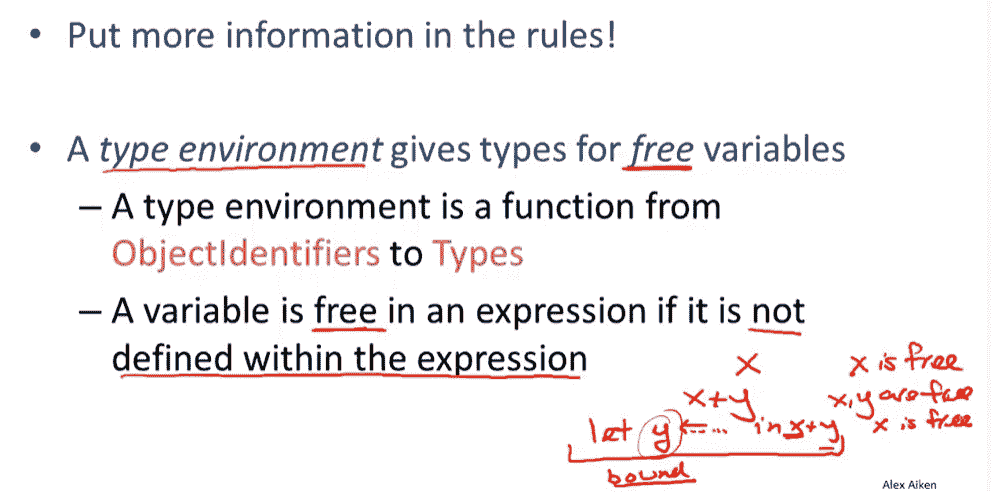 • Put more information in the rules!
• A type environment gives types for free variables
– A type environment is a function from
ObjectIdentifiers to Types
– A variable is free in an expression if it is not
defined within the expression
x x is free
x+y x,y are free
let y ⇐ ... in x+y x is free
bound
Alex Aiken